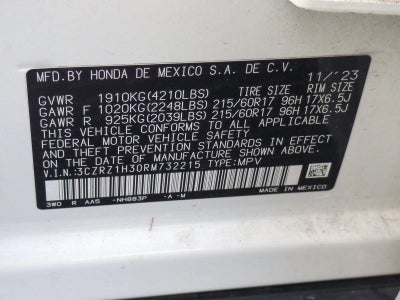 MFD.BY HONDA DE MEXICO S.A. DE C.V. 11/'23
GVWR 1910KG(4210LBS) TIRE SIZE RIM SIZE
GAWR F 1020KG(2248LBS) 215/60R17 96H 17X6.5J
GAWR R 925KG(2039LBS) 215/60R17 96H 17X6.5J
THIS VEHICLE CONFORMS TO ALL APPLICABLE
FEDERAL MOTOR VEHICLE SAFETY
AND THEFT PREVENTION STANDARDS IN EFFECT
ON THE DATE OF MANUFACTURE SHOWN ABOVE.
V.I.N:3CZRZ1H30RM732215 TYPE:MPV
3WO R AA5 -NH883P -A -M MADE IN MEXICO